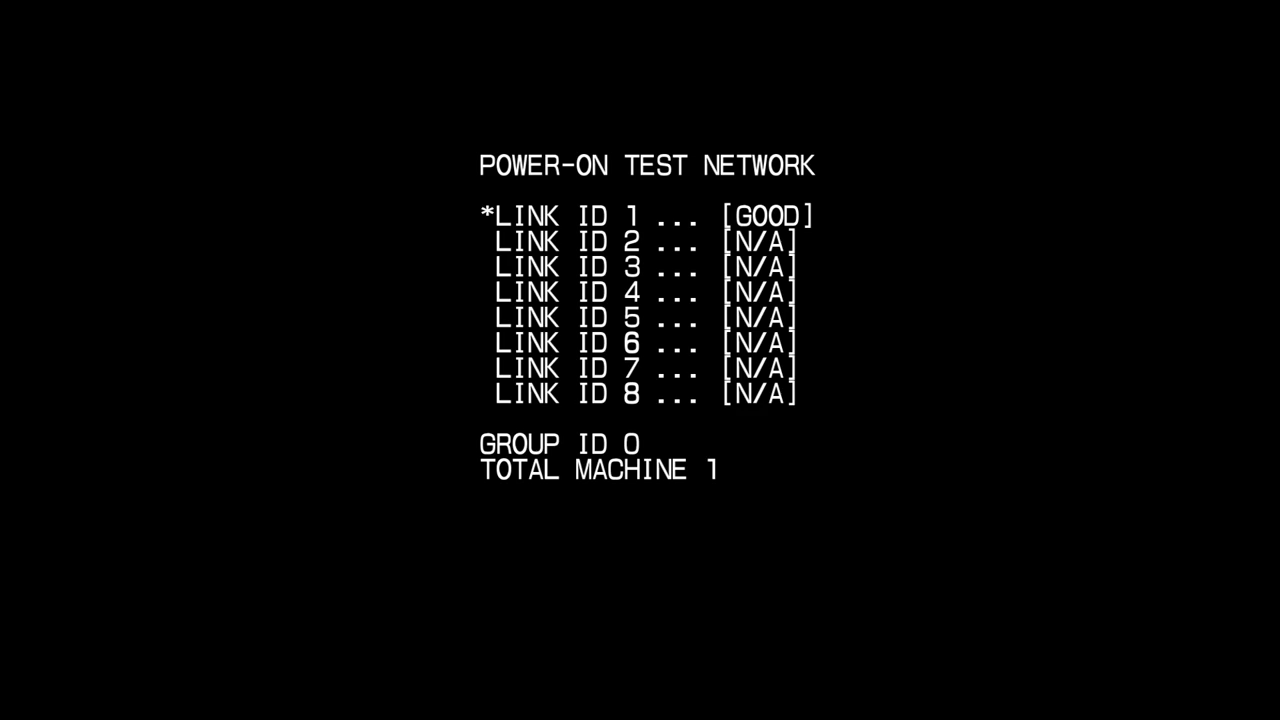 POWER-ON TEST NETWORK
*LINK ID 1 ... [GOOD]
LINK ID 2 ... [N/A]
LINK ID 3 ... [N/A]
LINK ID 4 ... [N/A]
LINK ID 5 ... [N/A]
LINK ID 6 ... [N/A]
LINK ID 7 ... [N/A]
LINK ID 8 ... [N/A]
GROUP ID 0
TOTAL MACHINE 1